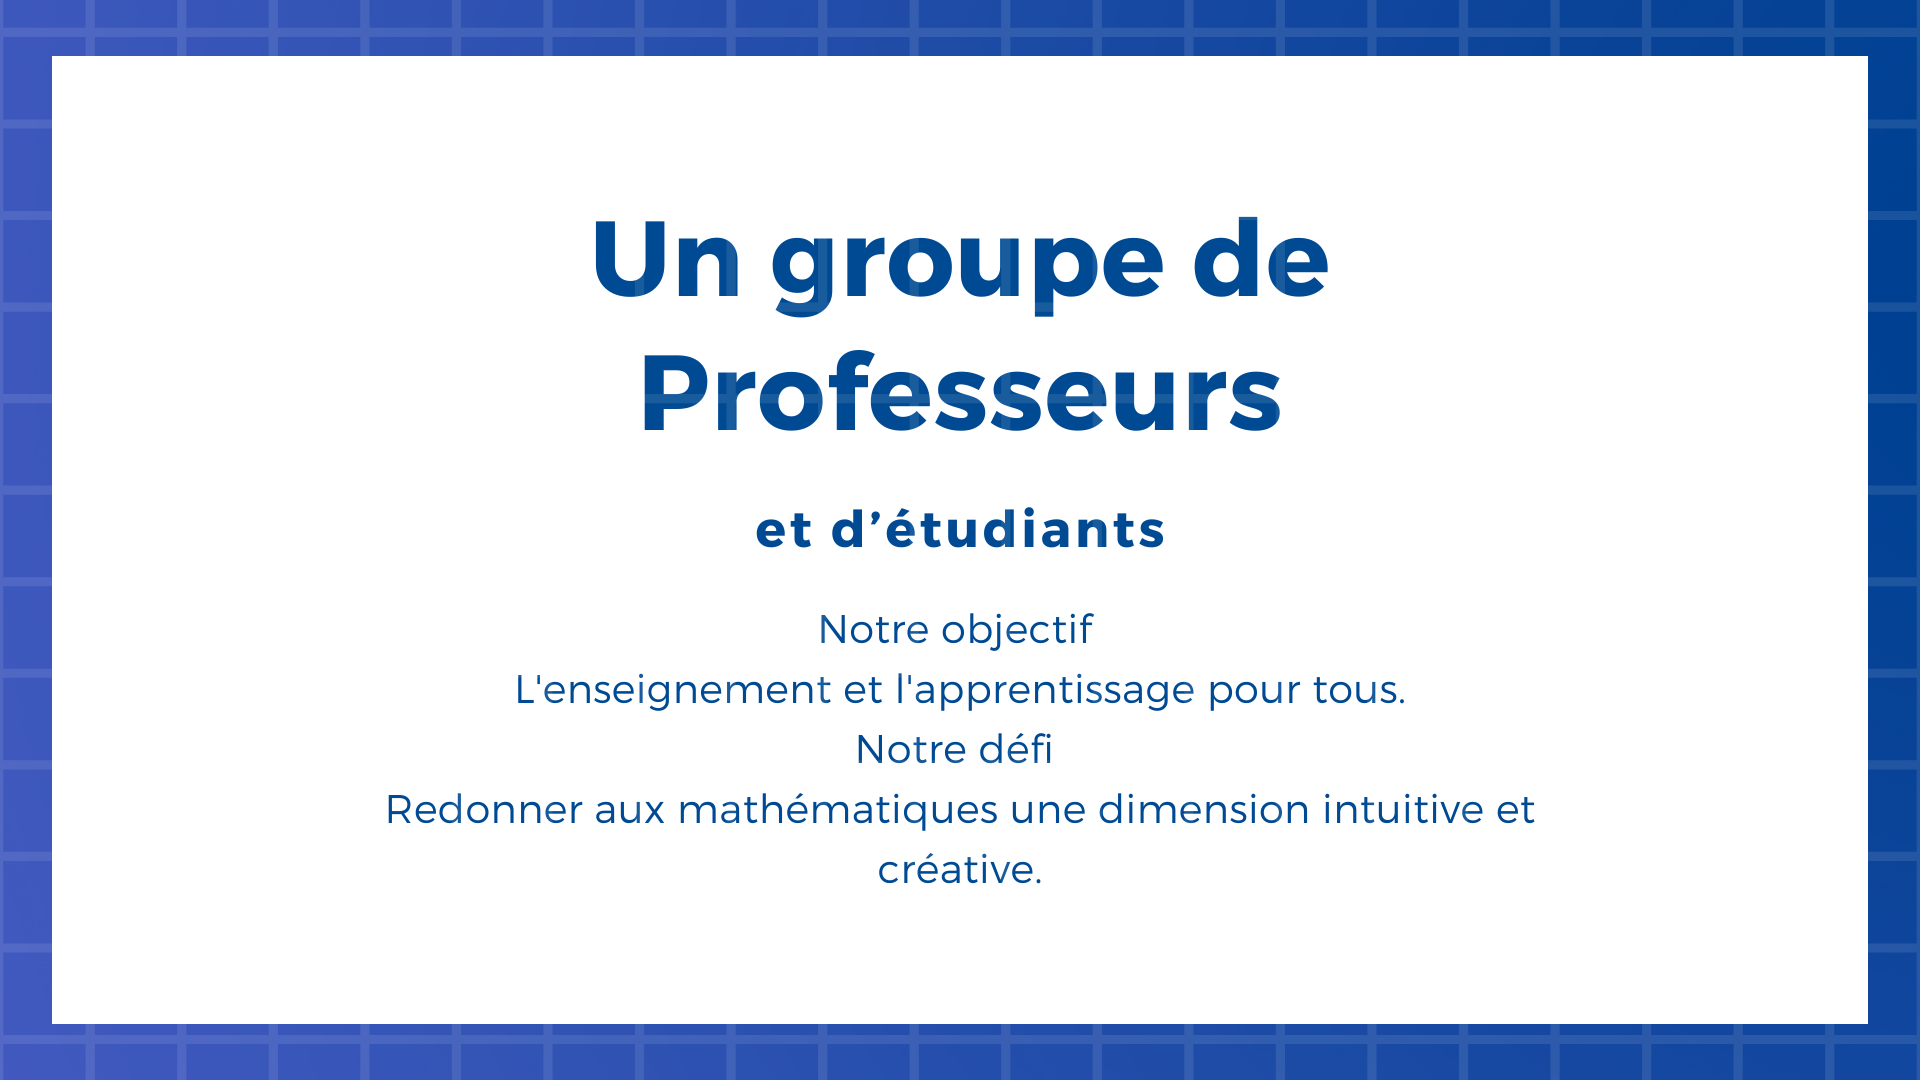 Un groupe de
Professeurs
et d’étudiants
Notre objectif
L'enseignement et l'apprentissage pour tous.
Notre défi
Redonner aux mathématiques une dimension intuitive et
créative.